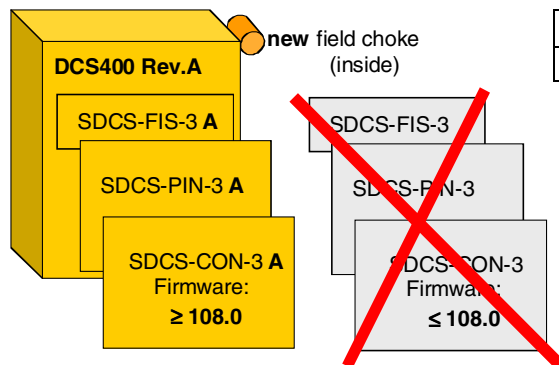 new field choke
(inside)
DCS400 Rev.A
SDCS-FIS-3 A
SDCS-PIN-3 A
SDCS-CON-3 A
Firmware:
≥ 108.0
SDCS-FIS-3
SDCS-PIN-3
SDCS-CON-3
Firmware:
≤ 108.0